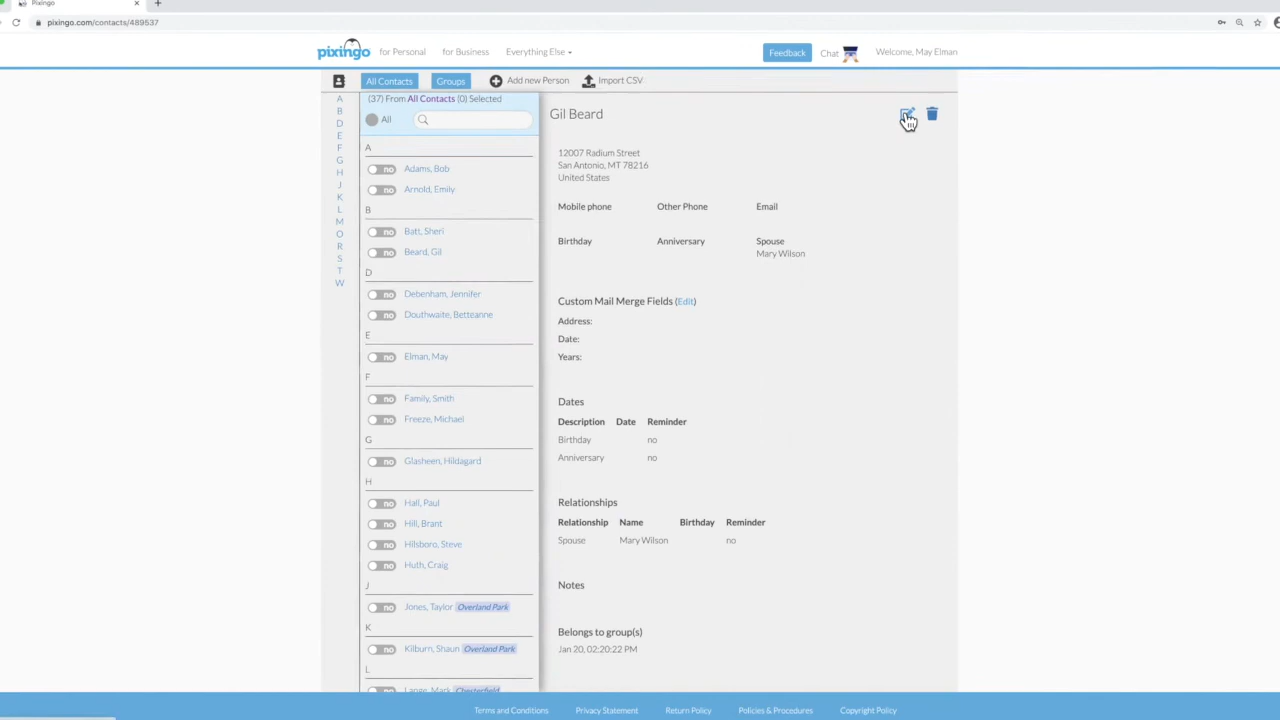 Pixingo
pixingo.com/contacts/489537
pixingo for Personal for Business Everything Else Feedback Chat Welcome, May Elman
All Contacts Groups Add new Person Import CSV
A
B
D
E
F
G
H
J
K
L
M
O
R
S
T
W
(37) From All Contacts (0) Selected
All
A
no Adams, Bob
no Arnold, Emily
B
no Batt, Sheri
no Beard, Gil
D
no Debenham, Jennifer
no Douthwaite, Betteanne
E
no Elman, May
F
no Family, Smith
no Freeze, Michael
G
no Glasheen, Hildagard
H
no Hall, Paul
no Hill, Brant
no Hilsboro, Steve
no Huth, Craig
J
no Jones, Taylor Overland Park
K
no Kilburn, Shaun Overland Park
L
no Lange, Mark Chesterfield
Gil Beard
12007 Radium Street
San Antonio, MT 78216
United States
Mobile phone Other Phone Email
Birthday Anniversary Spouse
Mary Wilson
Custom Mail Merge Fields (Edit)
Address:
Date:
Years:
Dates
Description Date Reminder
Birthday no
Anniversary no
Relationships
Relationship Name Birthday Reminder
Spouse Mary Wilson no
Notes
Belongs to group(s)
Jan 20, 02:20:22 PM
Terms and Conditions Privacy Statement Return Policy Policies & Procedures Copyright Policy